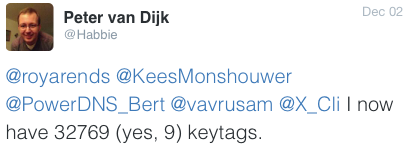 Peter van Dijk
Dec 02
@Habbie
@royarends @KeesMonshouwer
@PowerDNS_Bert @vavrusam @X_Cli I now
have 32769 (yes, 9) keytags.